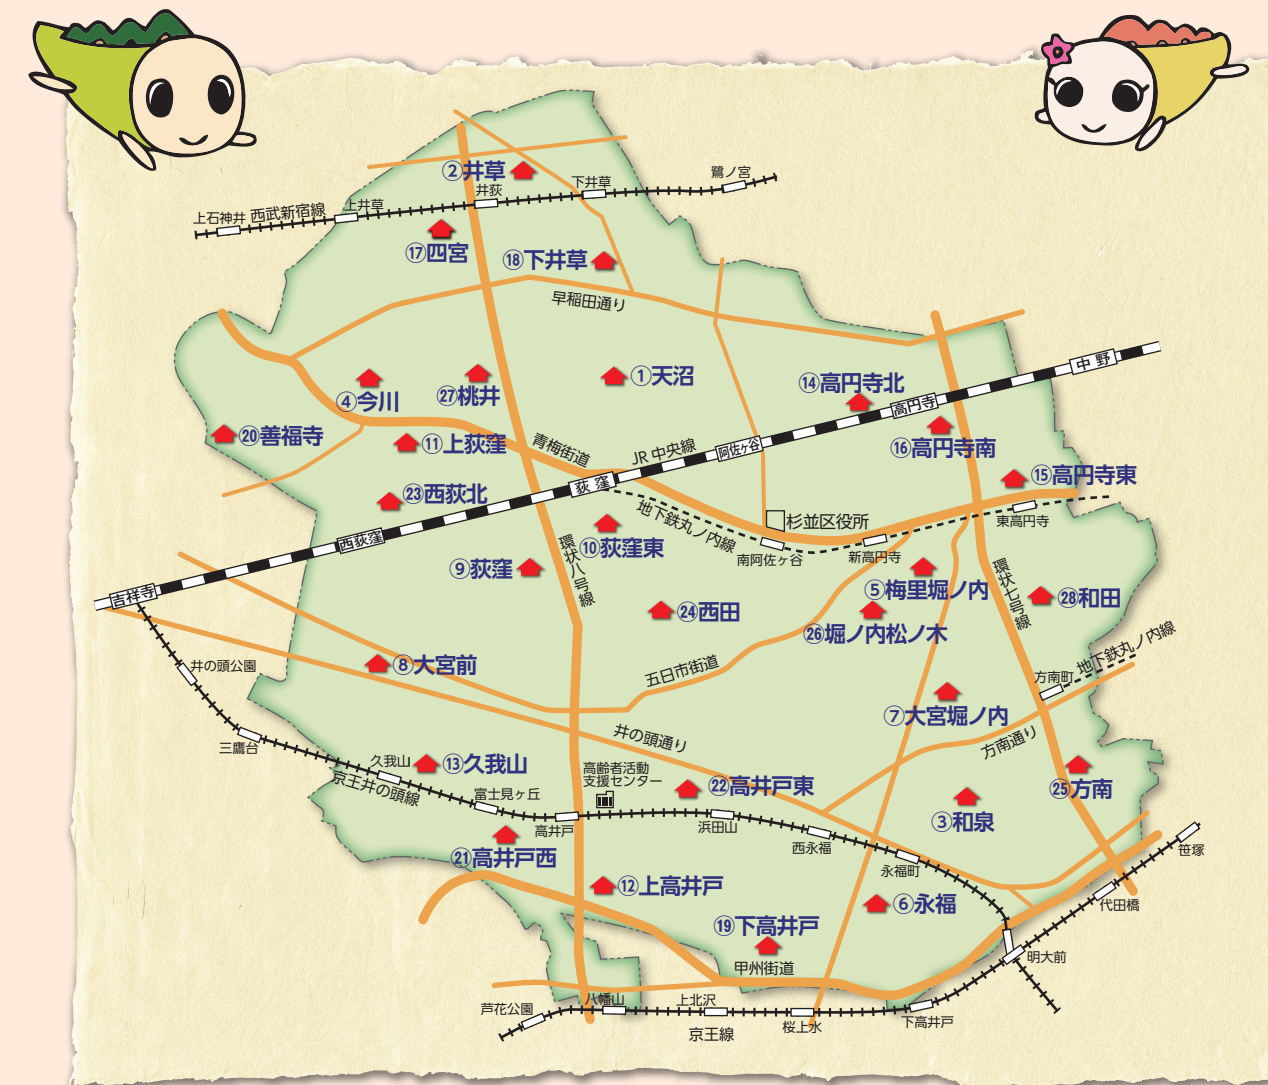 ②井草
鷺ノ宮
下井草
井荻
上井草
西武新宿線
上石神井
⑰四宮
⑱下井草
早稲田通り
中野
①天沼
⑭高円寺北
④今川
㉗桃井
高円寺
⑳善福寺
⑪上荻窪
青梅街道
JR 中央線
阿佐ヶ谷
⑯高円寺南
⑮高円寺東
㉓西荻北
荻窪
地下鉄丸ノ内線
杉並区役所
東高円寺
西荻窪
⑩荻窪東
南阿佐ヶ谷
新高円寺
⑨荻窪
環状八号線
⑤梅里堀ノ内
環状七号線
㉘和田
吉祥寺
㉔西田
㉖堀ノ内松ノ木
地下鉄丸ノ内線
井の頭公園
⑧大宮前
五日市街道
方南町
⑦大宮堀ノ内
三鷹台
井の頭通り
方南通り
久我山
⑬久我山
京王井の頭線
高齢者活動
支援センター
㉒高井戸東
㉕方南
富士見ヶ丘
③和泉
高井戸
浜田山
西永福
笹塚
㉑高井戸西
永福町
⑫上高井戸
⑥永福
代田橋
⑲下高井戸
甲州街道
明大前
芦花公園
八幡山
上北沢
桜上水
下高井戸
京王線